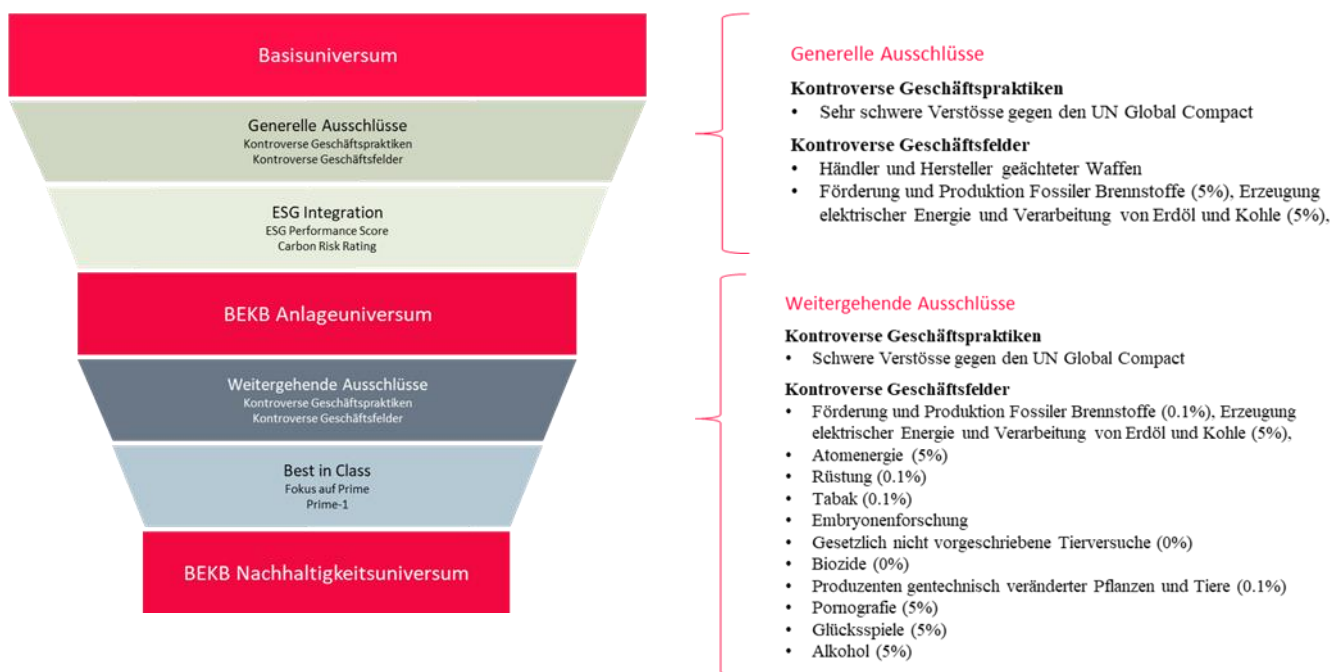 Basisuniversum
Generelle Ausschlüsse
Kontroverse Geschäftspraktiken
Kontroverse Geschäftsfelder
ESG Integration
ESG Performance Score
Carbon Risk Rating
BEKB Anlageuniversum
Weitergehende Ausschlüsse
Kontroverse Geschäftspraktiken
Kontroverse Geschäftsfelder
Best in Class
Fokus auf Prime
Prime-1
BEKB Nachhaltigkeitsuniversum
Generelle Ausschlüsse
Kontroverse Geschäftspraktiken
• Sehr schwere Verstösse gegen den UN Global Compact
Kontroverse Geschäftsfelder
• Händler und Hersteller geächteter Waffen
• Förderung und Produktion Fossiler Brennstoffe (5%), Erzeugung
elektrischer Energie und Verarbeitung von Erdöl und Kohle (5%),
Weitergehende Ausschlüsse
Kontroverse Geschäftspraktiken
• Schwere Verstösse gegen den UN Global Compact
Kontroverse Geschäftsfelder
• Förderung und Produktion Fossiler Brennstoffe (0.1%), Erzeugung
elektrischer Energie und Verarbeitung von Erdöl und Kohle (5%),
• Atomenergie (5%)
• Rüstung (0.1%)
• Tabak (0.1%)
• Embryonenforschung
• Gesetzlich nicht vorgeschriebene Tierversuche (0%)
• Biozide (0%)
• Produzenten gentechnisch veränderter Pflanzen und Tiere (0.1%)
• Pornografie (5%)
• Glücksspiele (5%)
• Alkohol (5%)